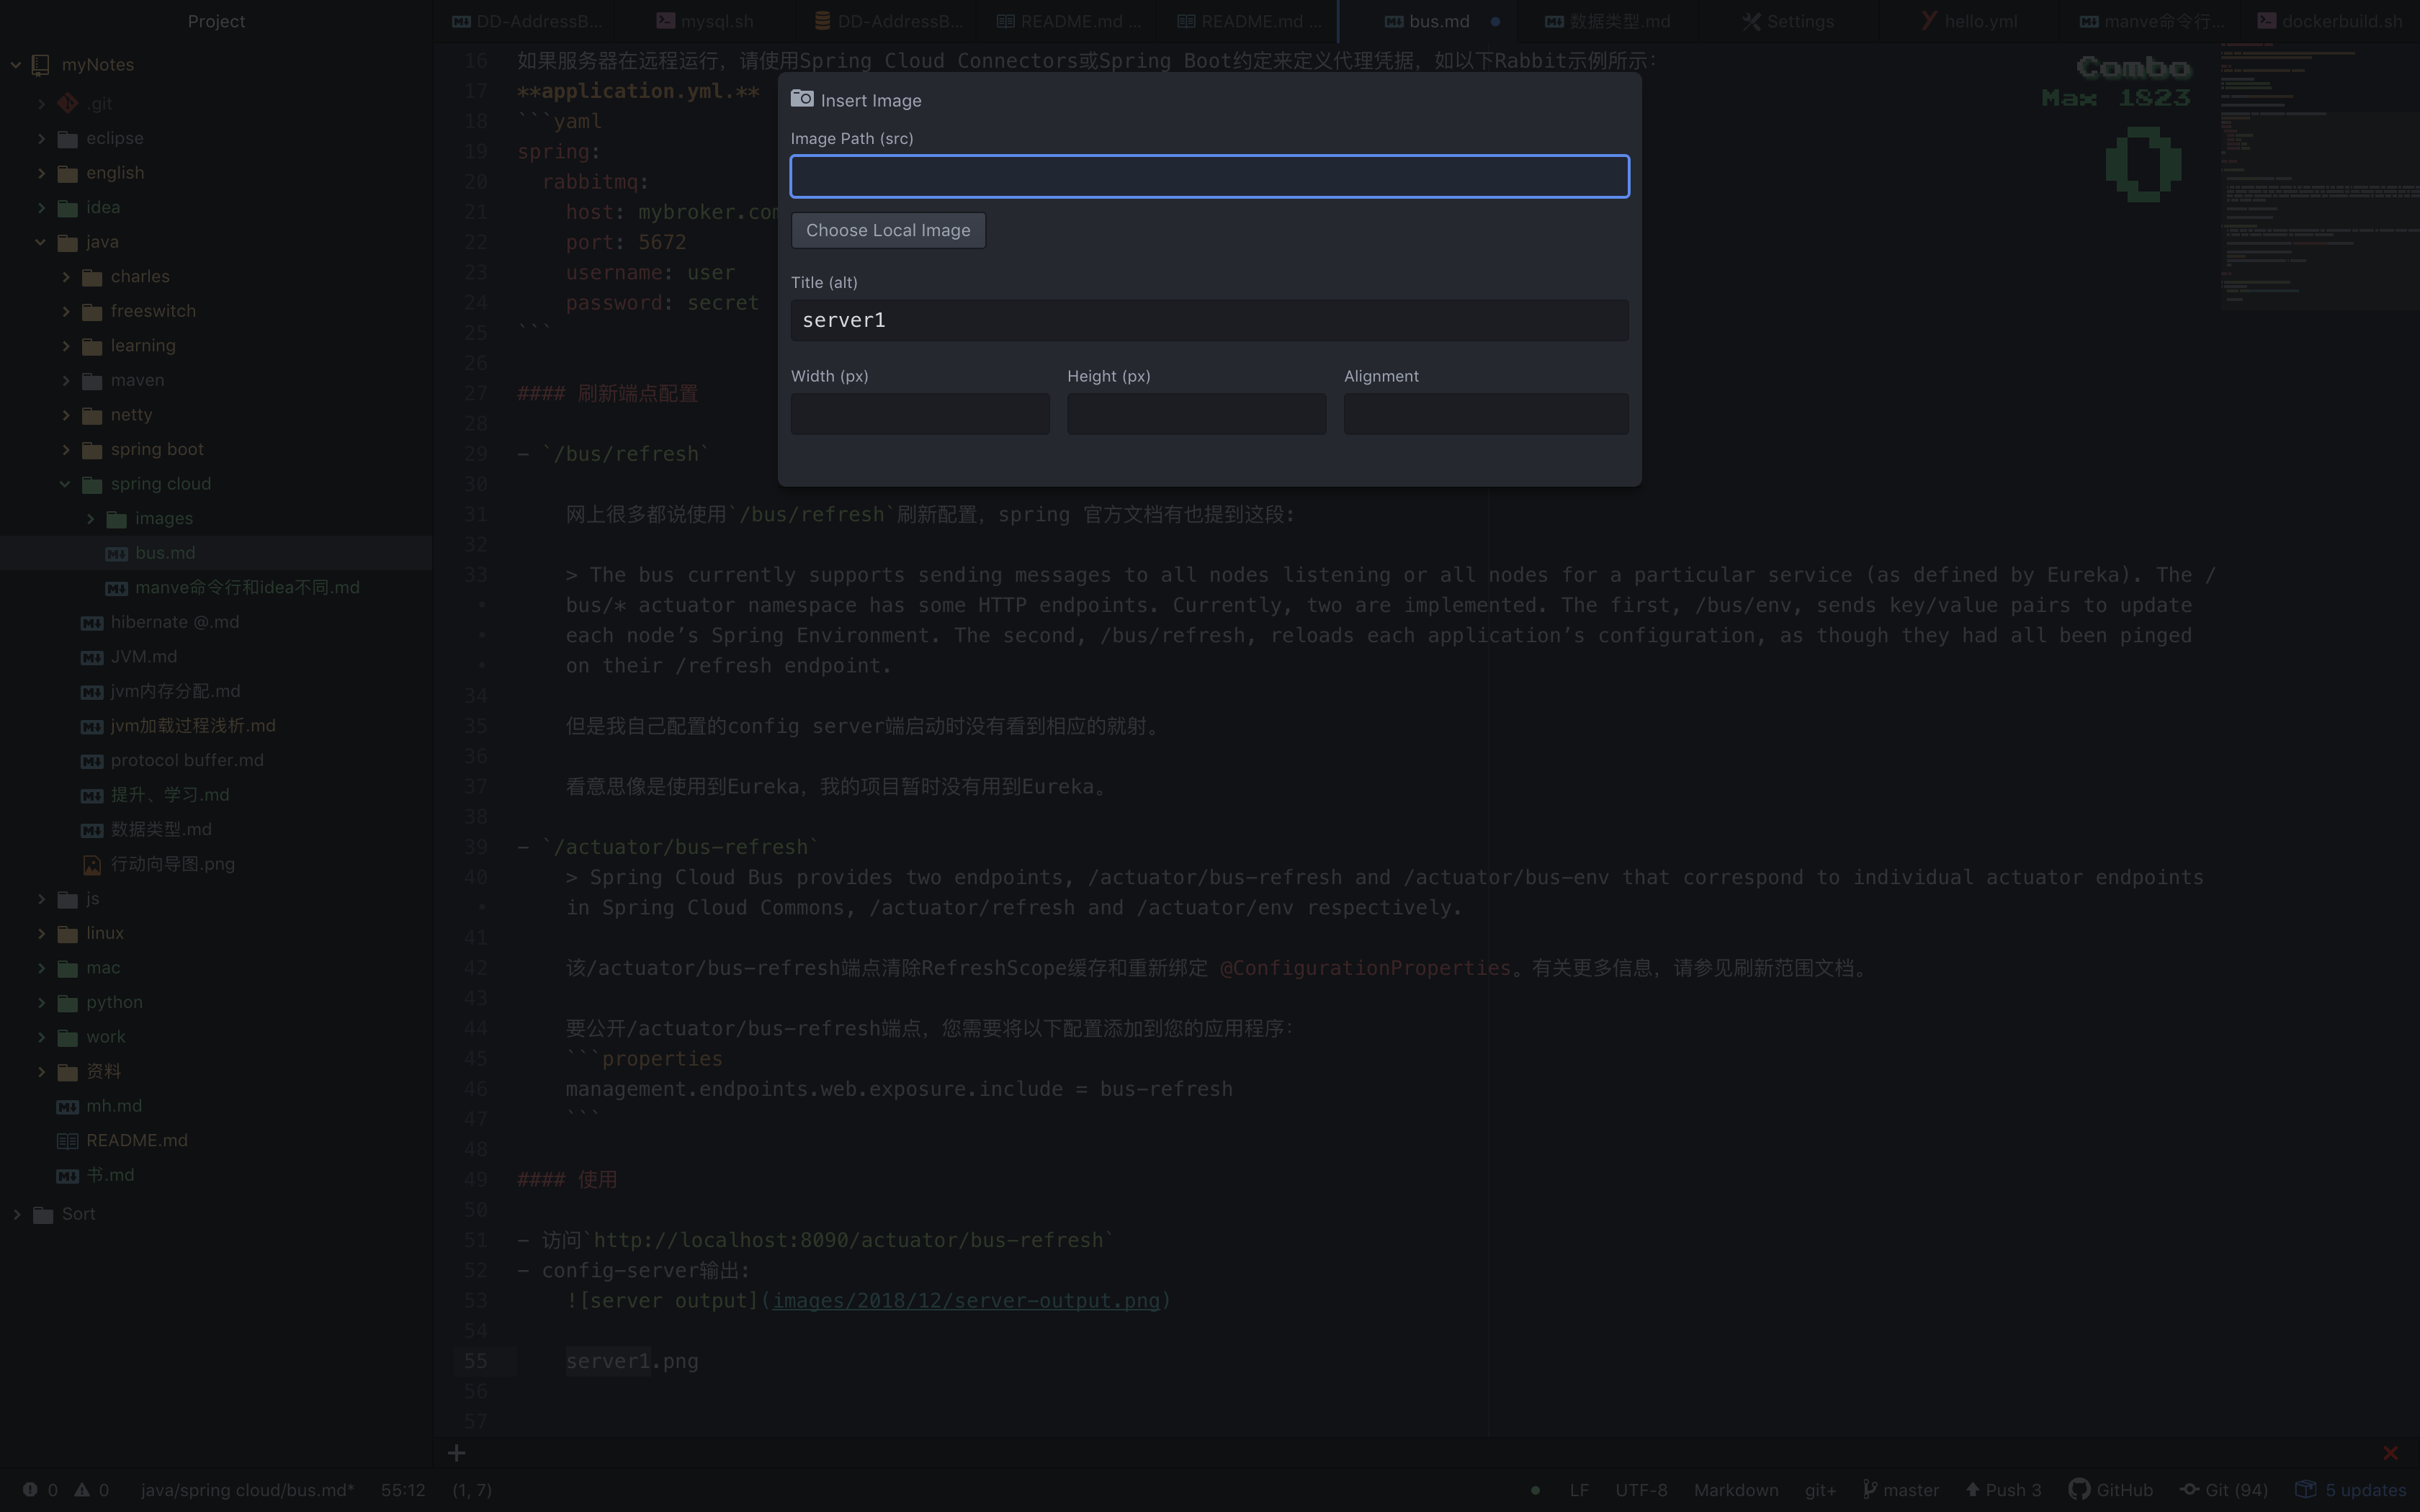 Project
DD-AddressB...
mysql.sh
DD-AddressB...
README.md ...
README.md ...
bus.md
数据类型.md
Settings
hello.yml
manve命令行...
dockerbuild.sh
myNotes
.git
eclipse
english
idea
java
charles
freeswitch
learning
maven
netty
spring boot
spring cloud
images
bus.md
manve命令行和idea不同.md
hibernate @.md
JVM.md
jvm内存分配.md
jvm加载过程浅析.md
protocol buffer.md
提升、学习.md
数据类型.md
行动向导图.png
js
linux
mac
python
work
资料
mh.md
README.md
书.md
Sort
16 如果服务器在远程运行，请使用Spring Cloud Connectors或Spring Boot约定来定义代理凭据，如以下Rabbit示例所示：
17 **application.yml.**
18 ```yaml
19 spring:
20 rabbitmq:
21 host: mybroker.com
22 port: 5672
23 username: user
24 password: secret
25 ```
26
27 #### 刷新端点配置
28
29 - `/bus/refresh`
30
31 网上很多都说使用`/bus/refresh`刷新配置，spring 官方文档有也提到这段：
32
33 > The bus currently supports sending messages to all nodes listening or all nodes for a particular service (as defined by Eureka). The /
• bus/* actuator namespace has some HTTP endpoints. Currently, two are implemented. The first, /bus/env, sends key/value pairs to update
• each node’s Spring Environment. The second, /bus/refresh, reloads each application’s configuration, as though they had all been pinged
• on their /refresh endpoint.
34
35 但是我自己配置的config server端启动时没有看到相应的就射。
36
37 看意思像是使用到Eureka，我的项目暂时没有用到Eureka。
38
39 - `/actuator/bus-refresh`
40 > Spring Cloud Bus provides two endpoints, /actuator/bus-refresh and /actuator/bus-env that correspond to individual actuator endpoints
• in Spring Cloud Commons, /actuator/refresh and /actuator/env respectively.
41
42 该/actuator/bus-refresh端点清除RefreshScope缓存和重新绑定 @ConfigurationProperties。有关更多信息，请参见刷新范围文档。
43
44 要公开/actuator/bus-refresh端点，您需要将以下配置添加到您的应用程序：
45 ```properties
46 management.endpoints.web.exposure.include = bus-refresh
47 ```
48
49 #### 使用
50
51 - 访问`http://localhost:8090/actuator/bus-refresh`
52 - config-server输出：
53 ![server output](images/2018/12/server-output.png)
54
55 server1.png
56
57
Insert Image
Image Path (src)
Choose Local Image
Title (alt)
server1
Width (px)
Height (px)
Alignment
Combo
Max 1823
0
0 0 java/spring cloud/bus.md* 55:12 (1, 7)
LF UTF-8 Markdown git+ master Push 3 GitHub Git (94) 5 updates